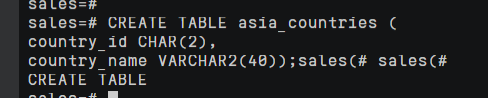 sales=#
sales=# CREATE TABLE asia_countries (
country_id CHAR(2),
country_name VARCHAR2(40));sales(# sales(#
CREATE TABLE
sales=#